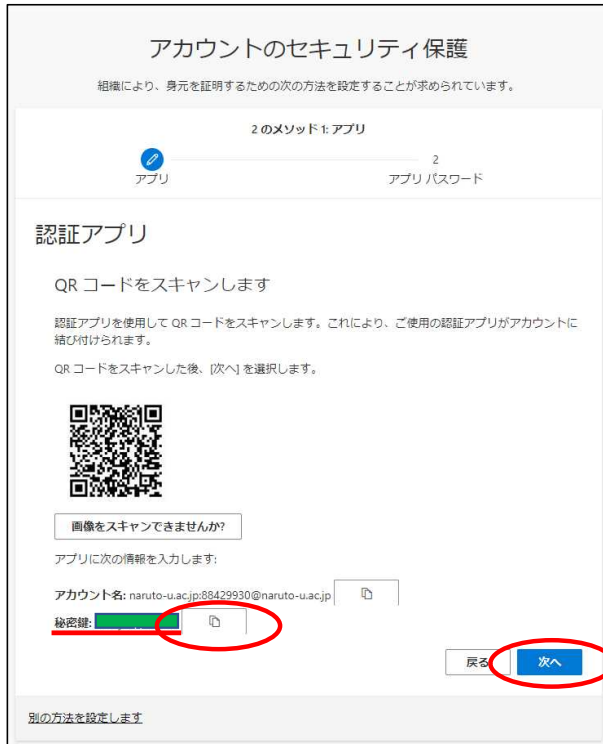 アカウントのセキュリティ保護
組織により、身元を証明するための次の方法を設定することが求められています。
2 のメソッド 1: アプリ
2
アプリ
アプリ パスワード
認証アプリ
QR コードをスキャンします
認証アプリを使用して QR コードをスキャンします。これにより、ご使用の認証アプリがアカウントに
結び付けられます。
QR コードをスキャンした後、[次へ] を選択します。
画像をスキャンできませんか?
アプリに次の情報を入力します:
アカウント名: naruto-u.ac.jp:88429930@naruto-u.ac.jp
秘密鍵:
戻る 次へ
別の方法を設定します